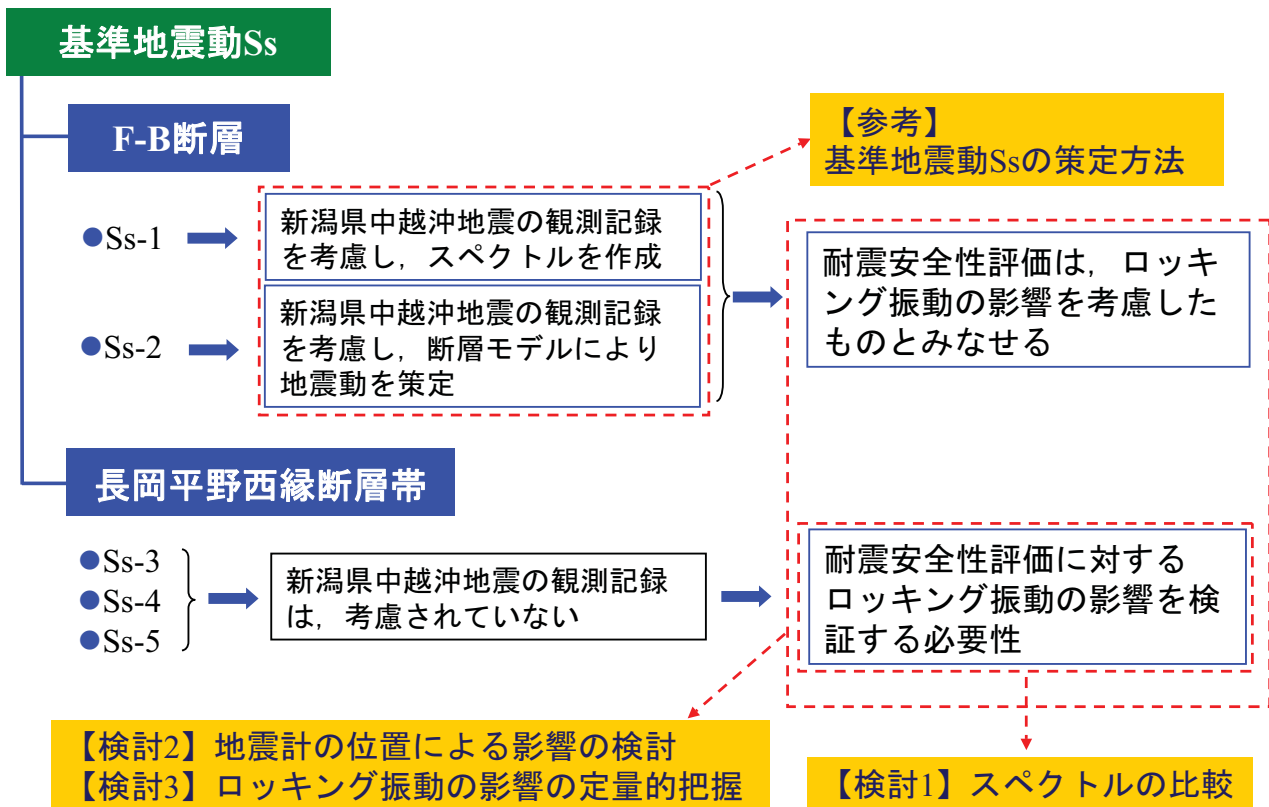 基準地震動Ss
F-B断層
【参考】
基準地震動Ssの策定方法
●Ss-1
新潟県中越沖地震の観測記録
を考慮し，スペクトルを作成
●Ss-2
新潟県中越沖地震の観測記録
を考慮し，断層モデルにより
地震動を策定
耐震安全性評価は，ロッキ
ング振動の影響を考慮した
ものとみなせる
長岡平野西縁断層帯
●Ss-3
●Ss-4
●Ss-5
新潟県中越沖地震の観測記録
は，考慮されていない
耐震安全性評価に対する
ロッキング振動の影響を検
証する必要性
【検討2】地震計の位置による影響の検討
【検討3】ロッキング振動の影響の定量的把握
【検討1】スペクトルの比較